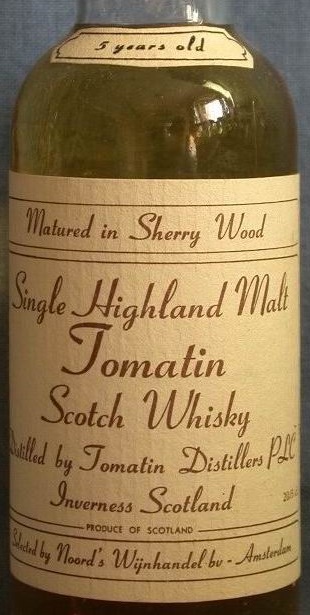 5 years old
Matured in Sherry Wood
Single Highland Malt
Tomatin
Scotch Whisky
Distilled by Tomatin Distillers PLC
Inverness Scotland
PRODUCE OF SCOTLAND
Selected by Noord's Wijnhandel bv - Amsterdam